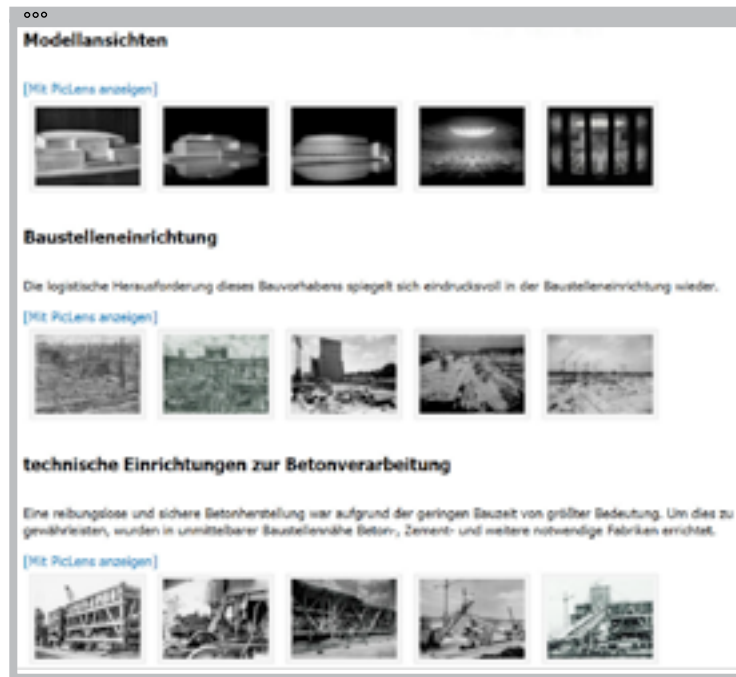 Modellansichten
[Mit PicLens anzeigen]
Baustelleneinrichtung
Die logistische Herausforderung dieses Bauvorhabens spiegelt sich eindrucksvoll in der Baustelleneinrichtung wieder.
[Mit PicLens anzeigen]
technische Einrichtungen zur Betonverarbeitung
Eine reibungslose und sichere Betonherstellung war aufgrund der geringen Bauzeit von größter Bedeutung. Um dies zu
gewährleisten, wurden in unmittelbarer Baustellennähe Beton-, Zement- und weitere notwendige Fabriken errichtet.
[Mit PicLens anzeigen]